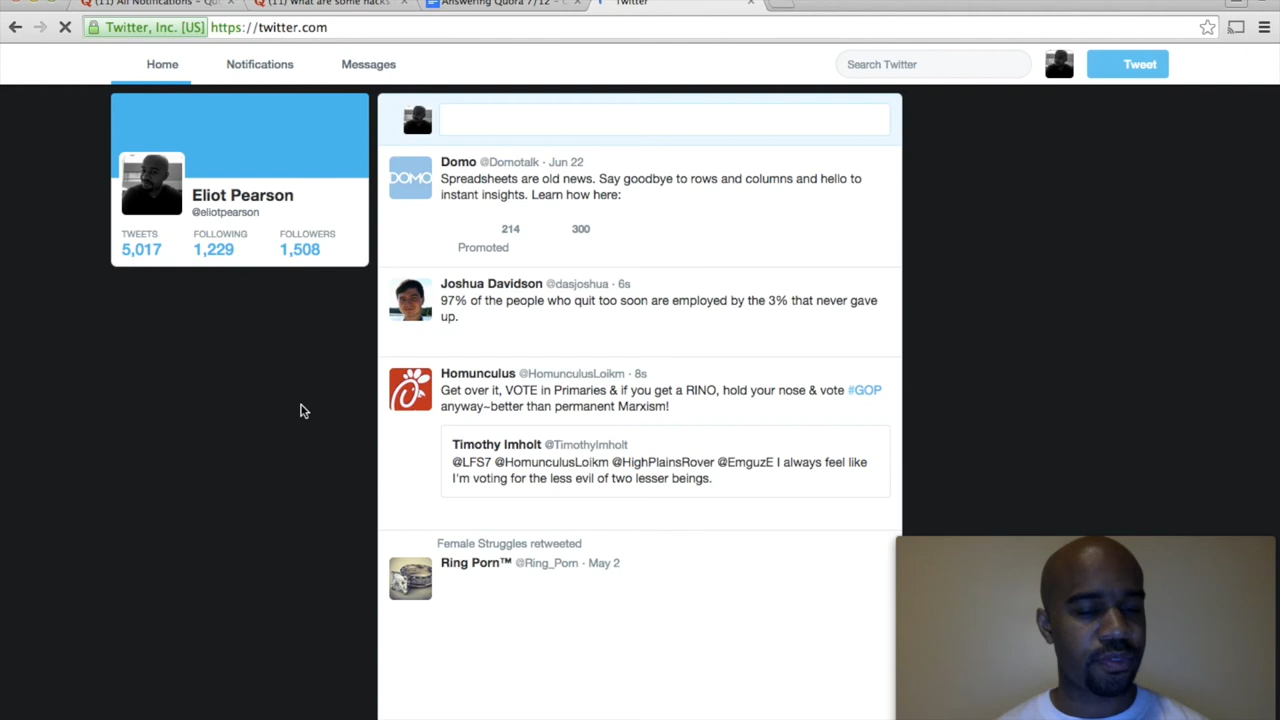 (11) All Notifications - Qu
(11) What are some hacks
Answering Quora 7/12 -
Twitter
Twitter, Inc. [US] https://twitter.com
Home Notifications Messages
Search Twitter
Tweet
Eliot Pearson
@eliotpearson
TWEETS FOLLOWING FOLLOWERS
5,017 1,229 1,508
Domo @Domotalk · Jun 22
DOMO
Spreadsheets are old news. Say goodbye to rows and columns and hello to
instant insights. Learn how here:
214 300
Promoted
Joshua Davidson @dasjoshua · 6s
97% of the people who quit too soon are employed by the 3% that never gave
up.
Homunculus @HomunculusLoikm · 8s
Get over it, VOTE in Primaries & if you get a RINO, hold your nose & vote #GOP
anyway~better than permanent Marxism!
Timothy Imholt @TimothyImholt
@LFS7 @HomunculusLoikm @HighPlainsRover @EmguzE I always feel like
I'm voting for the less evil of two lesser beings.
Female Struggles retweeted
Ring Porn™ @Ring_Porn · May 2